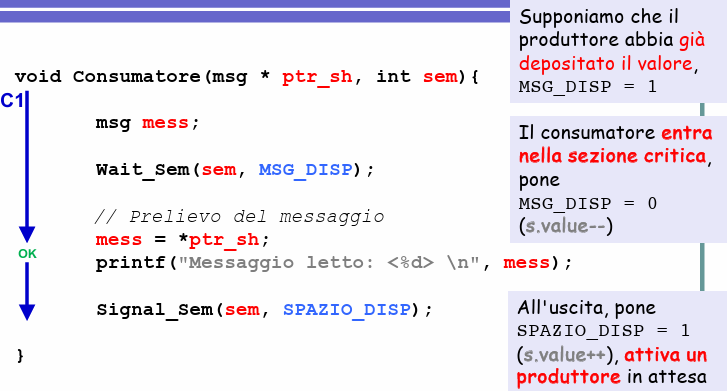 Supponiamo che il
produttore abbia già
depositato il valore,
MSG_DISP = 1
void Consumatore(msg * ptr_sh, int sem){
C1
msg mess;
Il consumatore entra
nella sezione critica,
pone
MSG_DISP = 0
(s.value--)
Wait_Sem(sem, MSG_DISP);
// Prelievo del messaggio
mess = *ptr_sh;
OK
printf("Messaggio letto: <%d> \n", mess);
Signal_Sem(sem, SPAZIO_DISP);
All'uscita, pone
SPAZIO_DISP = 1
(s.value++), attiva un
produttore in attesa
}